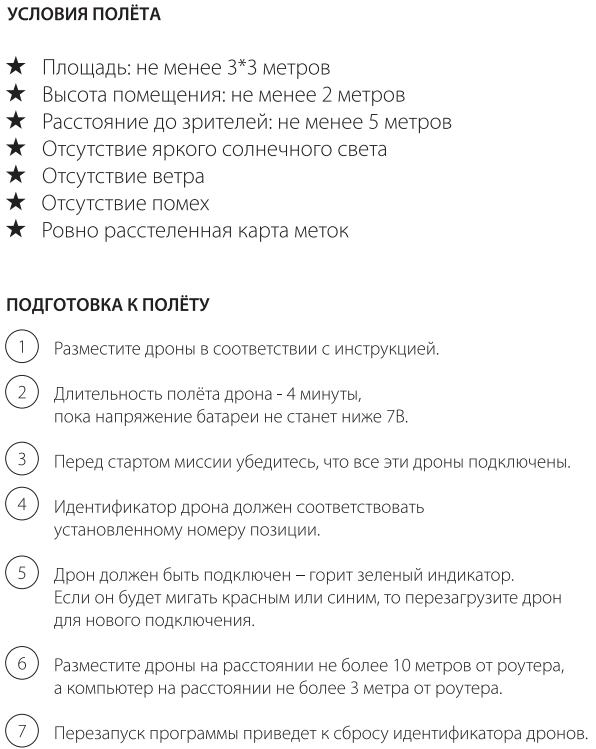 УСЛОВИЯ ПОЛЁТА
★ Площадь: не менее 3*3 метров
★ Высота помещения: не менее 2 метров
★ Расстояние до зрителей: не менее 5 метров
★ Отсутствие яркого солнечного света
★ Отсутствие ветра
★ Отсутствие помех
★ Ровно расстеленная карта меток
ПОДГОТОВКА К ПОЛЁТУ
1 Разместите дроны в соответствии с инструкцией.
2 Длительность полёта дрона - 4 минуты,
пока напряжение батареи не станет ниже 7В.
3 Перед стартом миссии убедитесь, что все эти дроны подключены.
4 Идентификатор дрона должен соответствовать
установленному номеру позиции.
5 Дрон должен быть подключен – горит зеленый индикатор.
Если он будет мигать красным или синим, то перезагрузите дрон
для нового подключения.
6 Разместите дроны на расстоянии не более 10 метров от роутера,
а компьютер на расстоянии не более 3 метра от роутера.
7 Перезапуск программы приведет к сбросу идентификатора дронов.